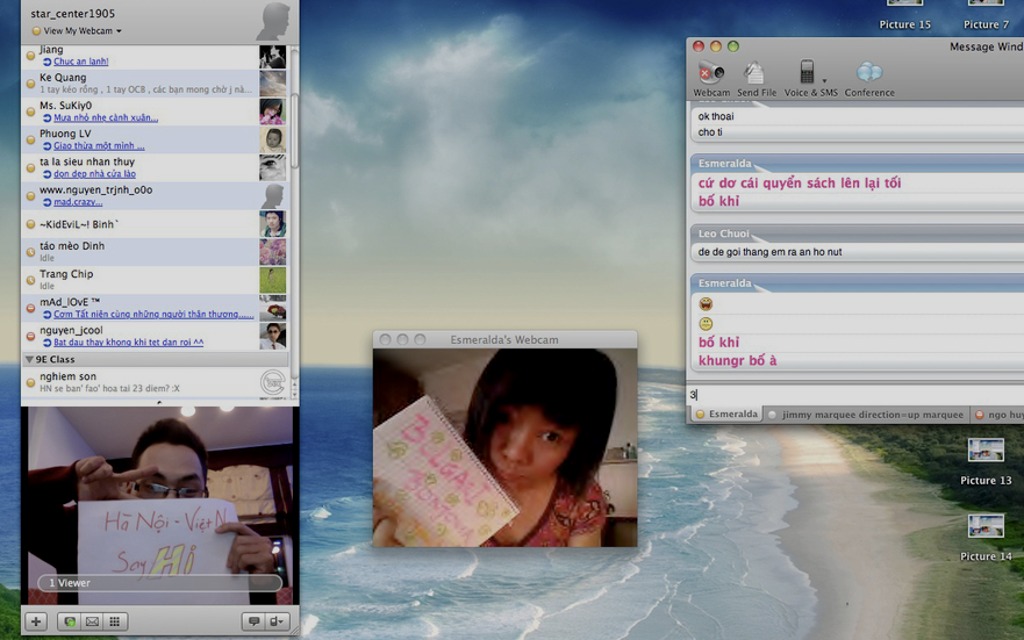 star_center1905
View My Webcam
Jiang
Chuc an lanh!
Ke Quang
1 tay kéo rồng , 1 tay OC8 , các bạn mong chờ j nà...
Ms. SuKiy0
Mưa nhỏ nhẹ cành xuân...
Phuong LV
Giao thừa một mình ...
ta la sieu nhan thuy
dọn dẹp nhà cửa lào
www.nguyen_trjnh_o0o
mad,crazy...
~KidEviL~! Binh`
táo mèo Dinh
Idle
Trang Chip
Idle
mAd_lOvE ™
Cơm Tất niên cùng những người thân thương.....
nguyen_jcool
Bat dau thay khong khi tet dan roi ^^
9E Class
nghiem son
HN se ban' fao' hoa tai 23 diem? :X
Hà Nội - Việt N
Say Hi
1 Viewer
Esmeralda's Webcam
Picture 15
Picture 7
Message Wind
Webcam
Send File
Voice & SMS
Conference
ok thoai
cho ti
Esmeralda
cứ dơ cái quyển sách lên lại tối
bố khỉ
Leo Chuoi
de de goi thang em ra an ho nut
Esmeralda
bố khỉ
khungr bố à
3
Esmeralda
jimmy marquee direction=up marquee
ngo huy
Picture 13
Picture 14